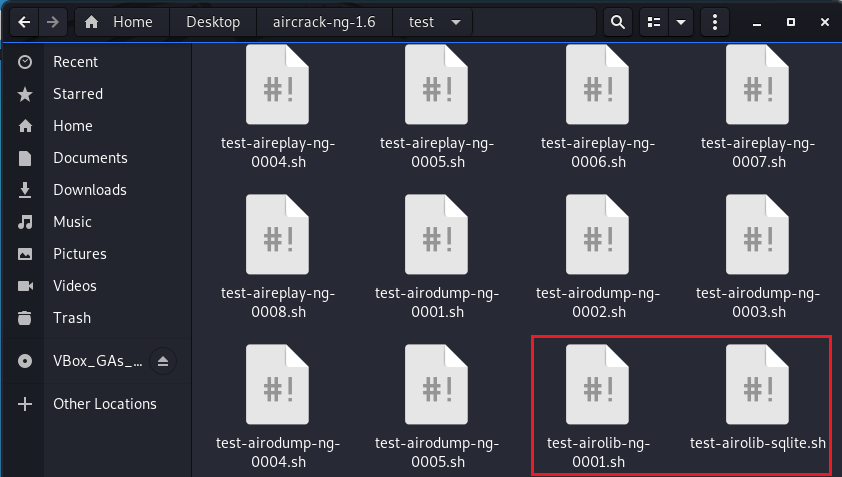 Home Desktop aircrack-ng-1.6 test
Recent
Starred
Home
Documents
Downloads
Music
Pictures
Videos
Trash
VBox_GAs_...
Other Locations
#! #! #! #!
test-aireplay-ng- test-aireplay-ng- test-aireplay-ng- test-aireplay-ng-
0004.sh 0005.sh 0006.sh 0007.sh
#! #! #! #!
test-aireplay-ng- test-airodump-ng- test-airodump-ng- test-airodump-ng-
0008.sh 0001.sh 0002.sh 0003.sh
#! #! #! #!
test-airodump-ng- test-airodump-ng- test-airolib-ng- test-airolib-sqlite.sh
0004.sh 0005.sh 0001.sh